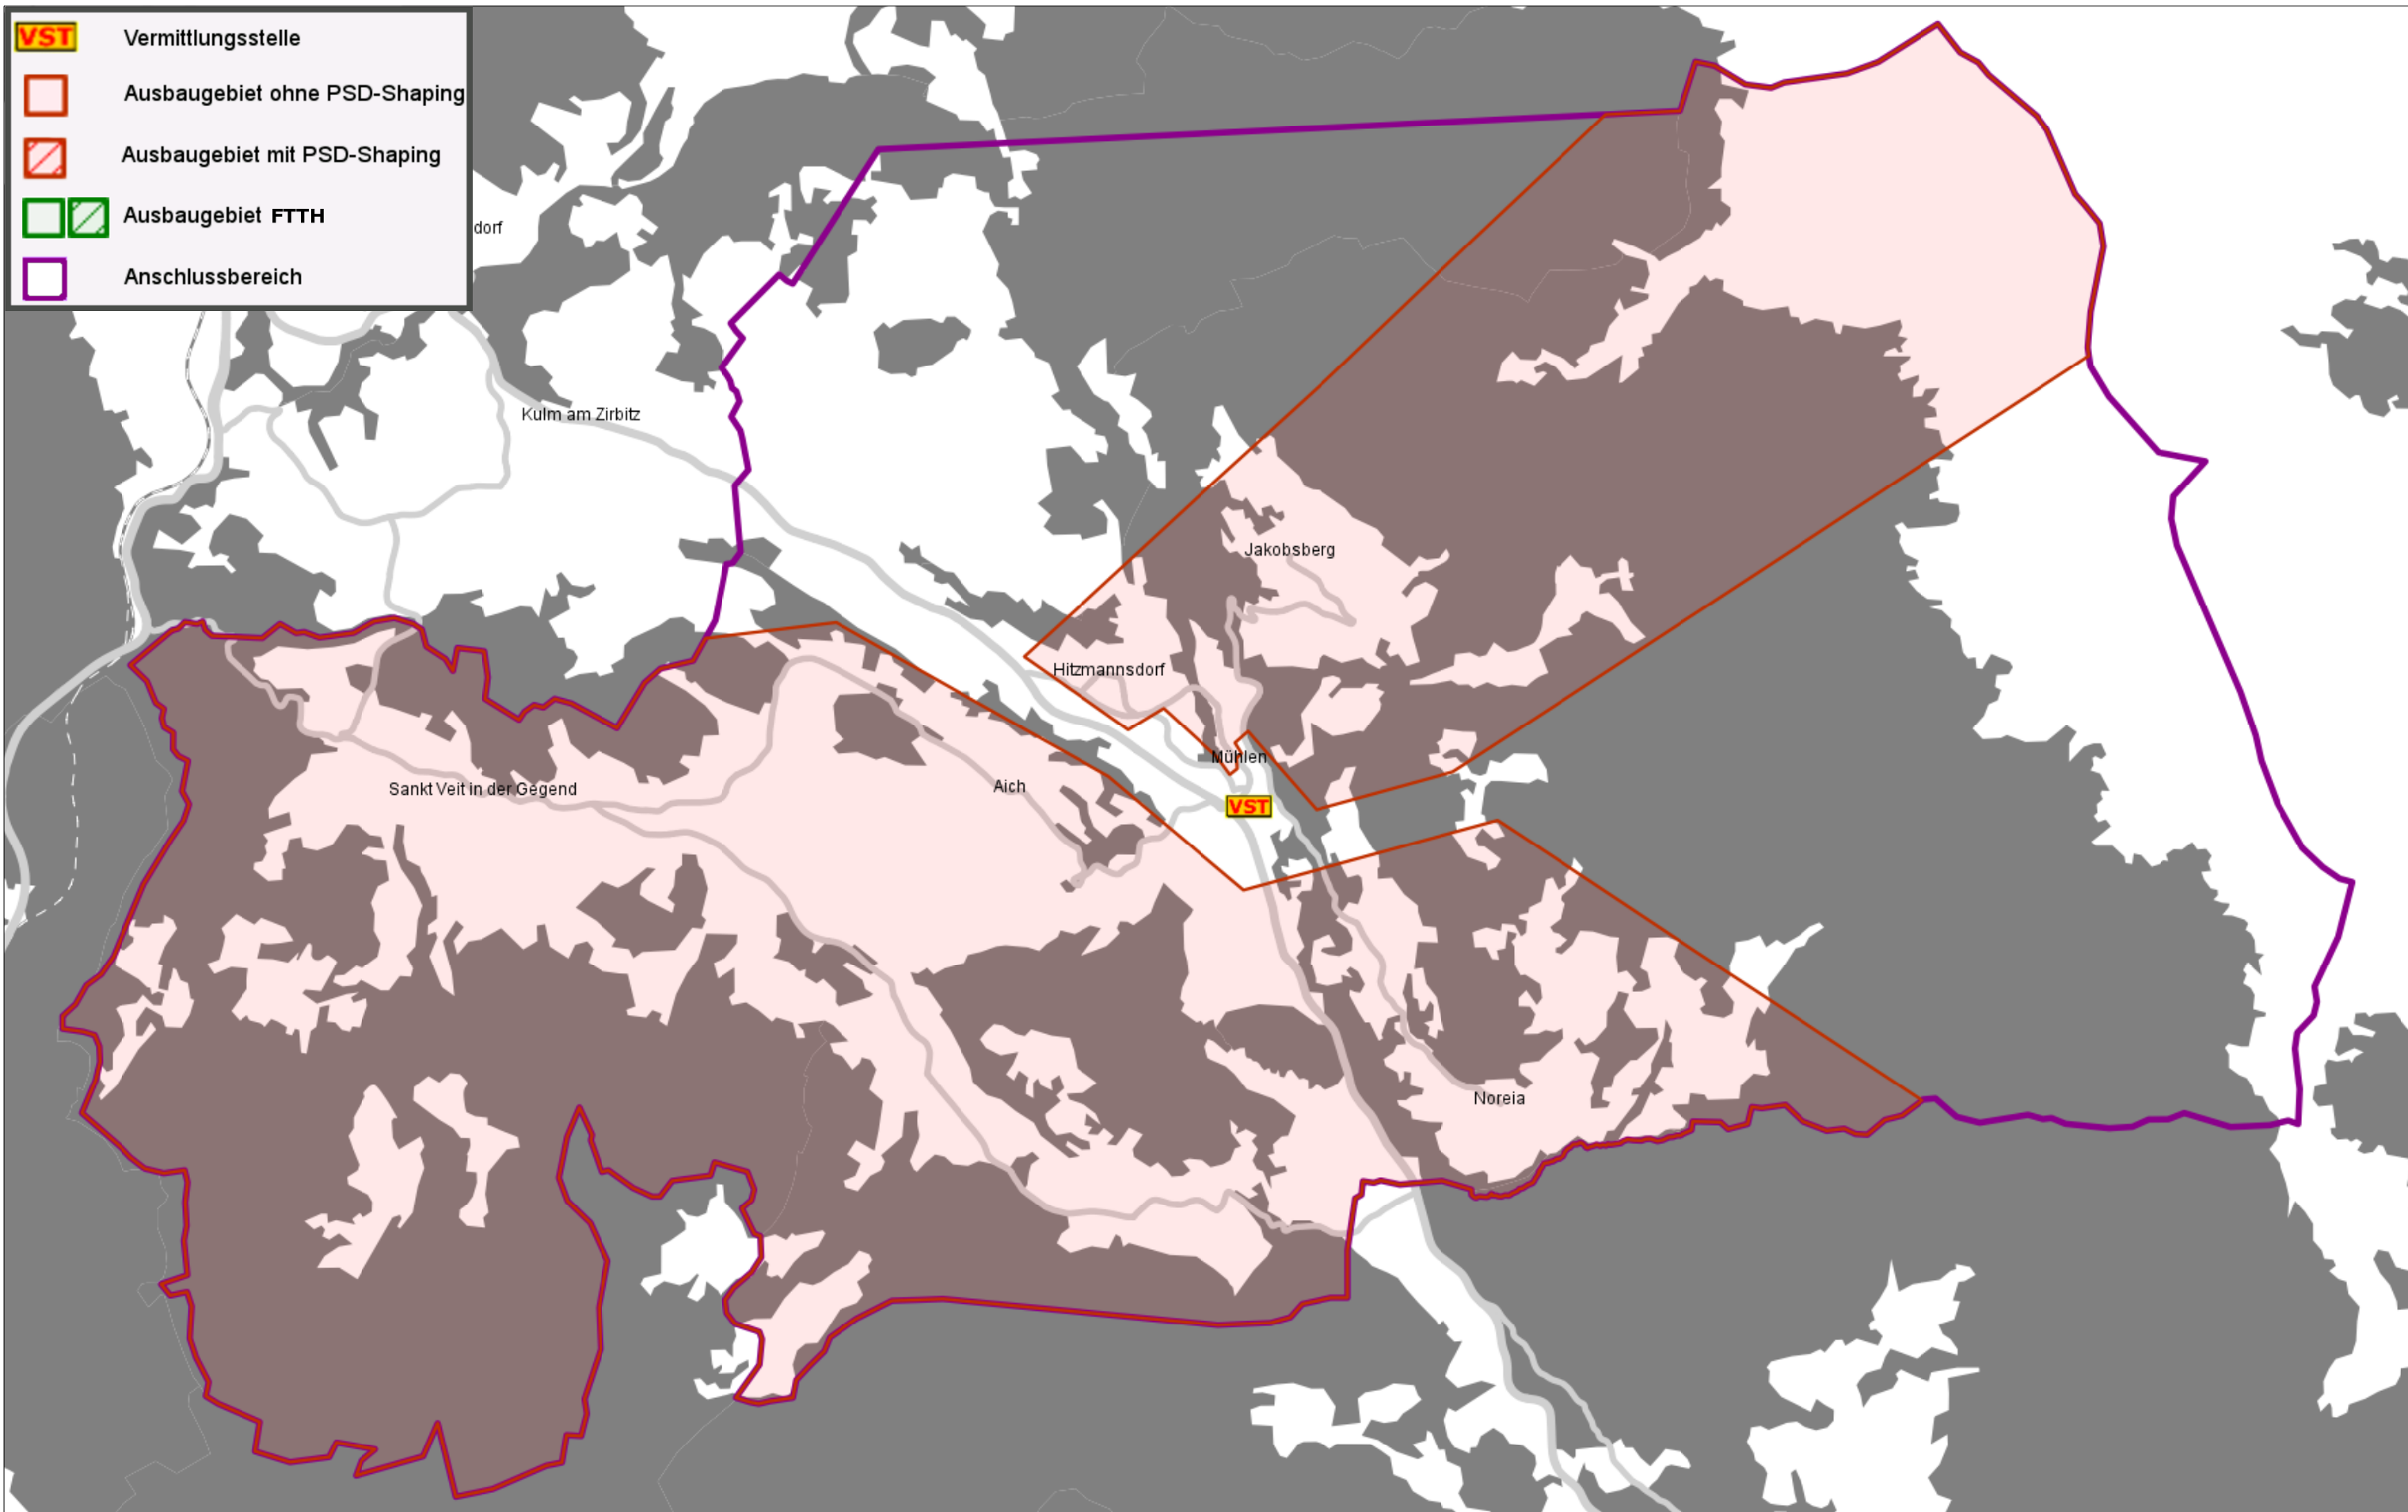 VST Vermittlungsstelle
Ausbaugebiet ohne PSD-Shaping
Ausbaugebiet mit PSD-Shaping
Ausbaugebiet FTTH
Anschlussbereich
dorf
Kulm am Zirbitz
Jakobsberg
Hitzmannsdorf
Mühlen
Sankt Veit in der Gegend
Aich
VST
Noreia